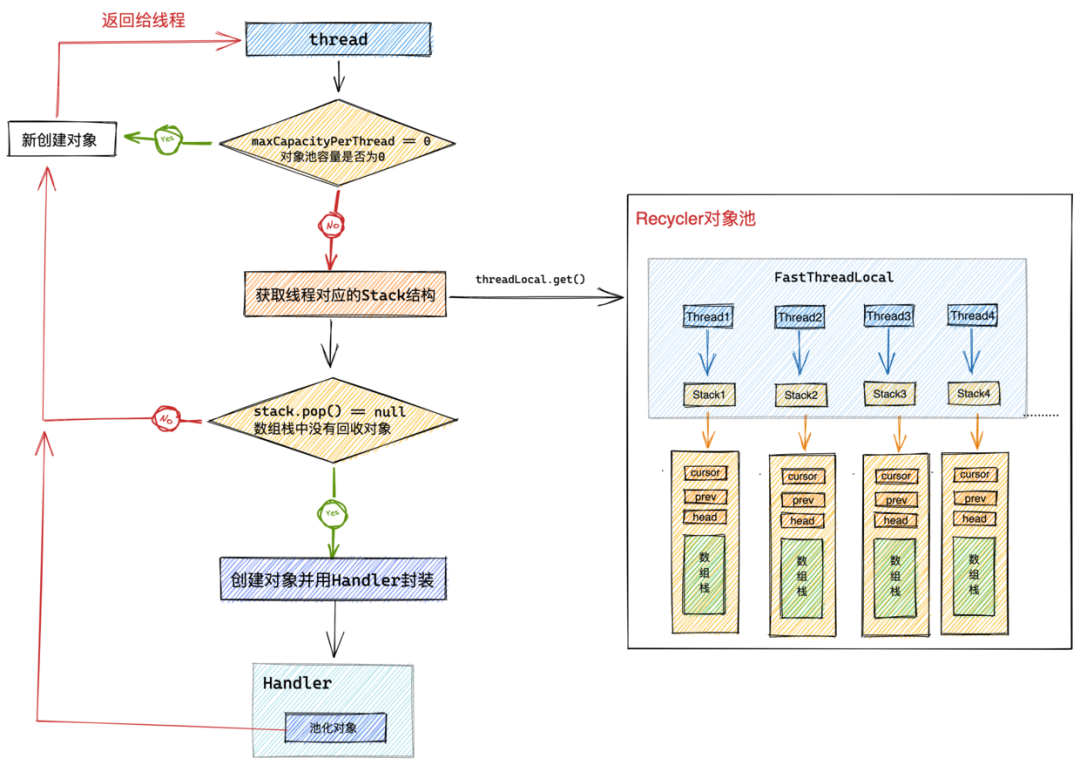 返回给线程
thread
新创建对象
Yes
maxCapacityPerThread == 0
对象池容量是否为0
No
获取线程对应的Stack结构
threadLocal.get()
stack.pop() == null
数组栈中没有回收对象
No
Yes
创建对象并用Handler封装
Handler
池化对象
Recycler对象池
FastThreadLocal
Thread1 Thread2 Thread3 Thread4
Stack1 Stack2 Stack3 Stack4
cursor cursor cursor cursor
prev prev prev prev
head head head head
数 数 数 数
组 组 组 组
栈 栈 栈 栈